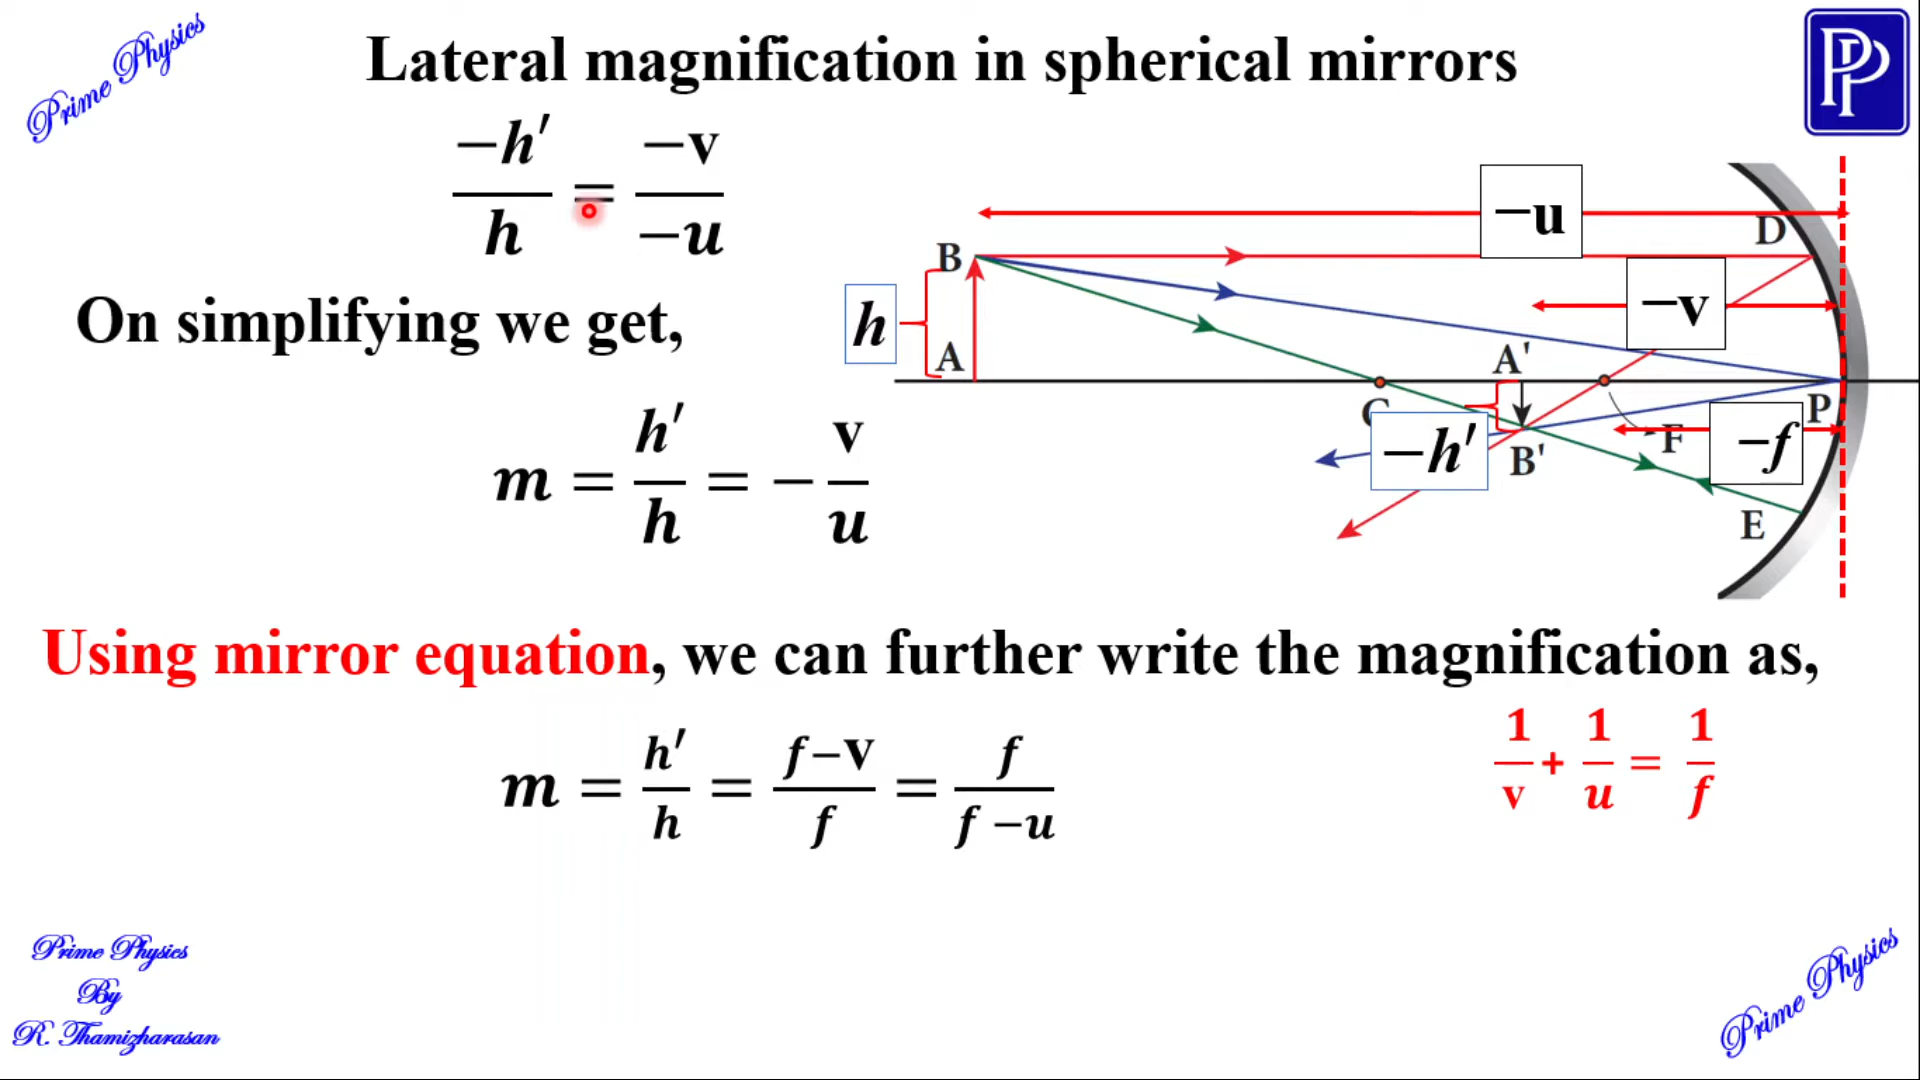 Prime Physics
Lateral magnification in spherical mirrors
PP
−h′/h = −v/−u
−u
D
B
−v
On simplifying we get,
h
A
A′
C
P
F
−f
−h′
B′
E
m = h′/h = − v/u
Using mirror equation, we can further write the magnification as,
m = h′/h = f−v/f = f/f −u
1/v + 1/u = 1/f
Prime Physics
By
R. Thamizharasan
Prime Physics